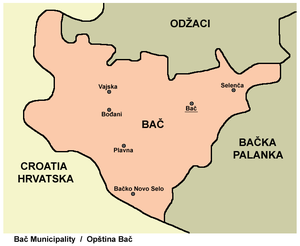 ODŽACI
Vajska
Selenča
Bođani
Bač
BAČ
Plavna
BAČKA
PALANKA
CROATIA
HRVATSKA
Bačko Novo Selo
Bač Municipality / Opština Bač